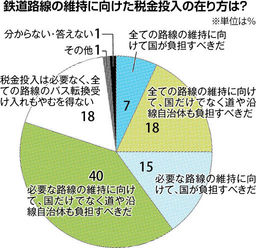 鉄道路線の維持に向けた税金投入の在り方は?
※単位は%
分からない・答えない1
その他1
全ての路線の維持に向
けて国が負担すべきだ
7
全ての路線の維持に向け
て、国だけでなく道や沿
線自治体も負担すべきだ
18
15
必要な路線の維持に向
けて、国が負担すべきだ
40
必要な路線の維持に向け
て、国だけでなく道や沿
線自治体も負担すべきだ
税金投入は必要なく、全て
の路線のバス転換
受け入れもやむを得ない
18